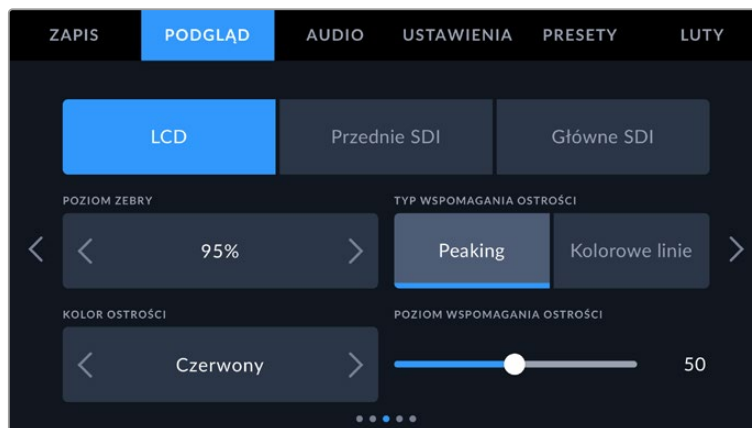 ZAPIS PODGLĄD AUDIO USTAWIENIA PRESETY LUTY
LCD Przednie SDI Główne SDI
POZIOM ZEBRY TYP WSPOMAGANIA OSTROŚCI
95% Peaking Kolorowe linie
KOLOR OSTROŚCI POZIOM WSPOMAGANIA OSTROŚCI
Czerwony 50